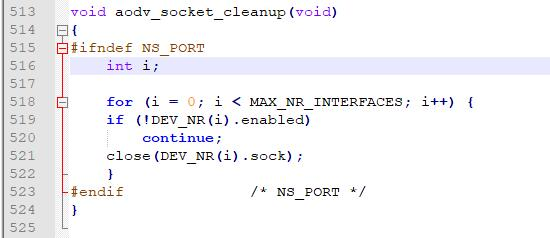 513 void aodv_socket_cleanup(void)
514 {
515 #ifndef NS_PORT
516     int i;
517
518     for (i = 0; i < MAX_NR_INTERFACES; i++) {
519     if (!DEV_NR(i).enabled)
520         continue;
521     close(DEV_NR(i).sock);
522     }
523 #endif              /* NS_PORT */
524 }
525